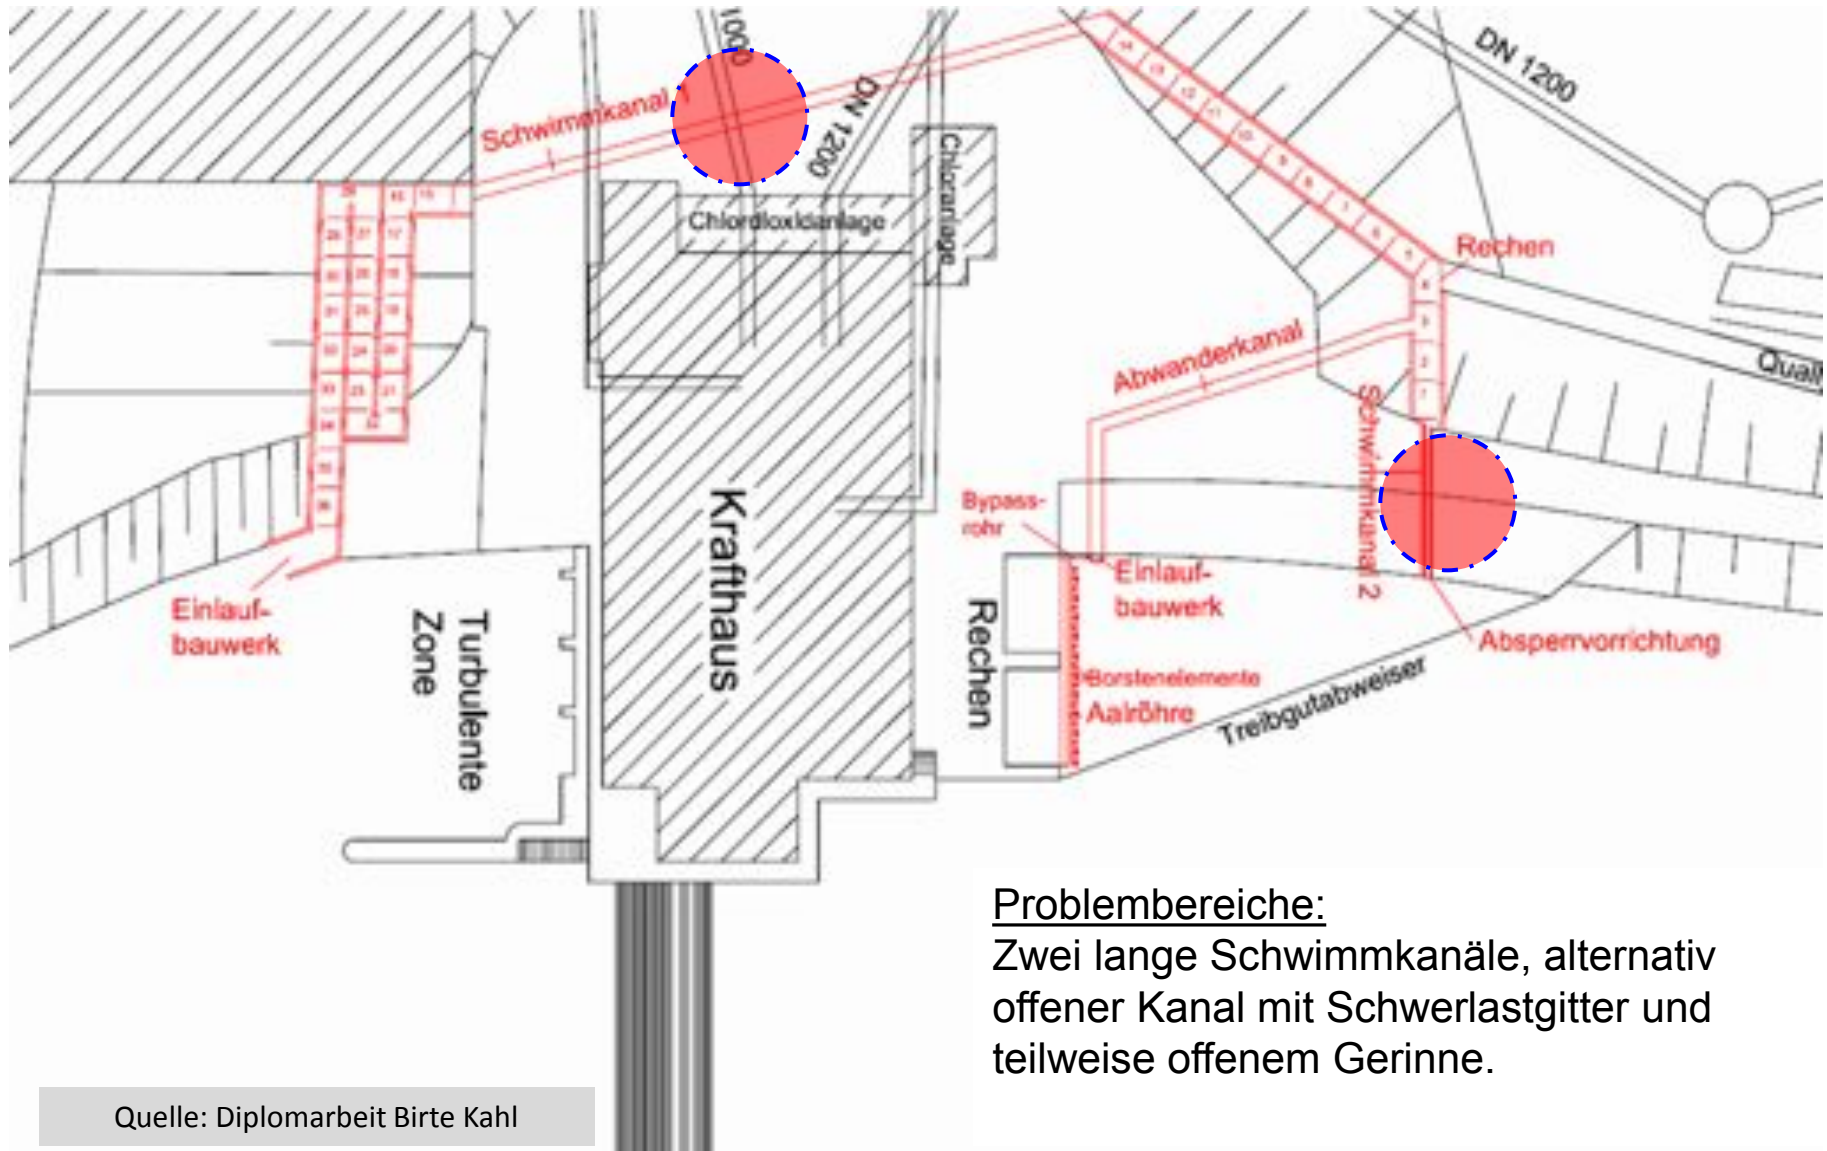 1000
DN 1200
Schwimmkanal
DN 1200
Chloranlage
Chlordioxidanlage
Rechen
Abwanderkanal
Schwimmkanal 2
Krafthaus
Bypass-
rohr
Einlauf-
bauwerk
Einlauf-
bauwerk
Turbulente
Zone
Rechen
Absperrvorrichtung
Borstenelemente
Aalröhre
Treibgutabweiser
Problembereiche:
Zwei lange Schwimmkanäle, alternativ
offener Kanal mit Schwerlastgitter und
teilweise offenem Gerinne.
Quelle: Diplomarbeit Birte Kahl